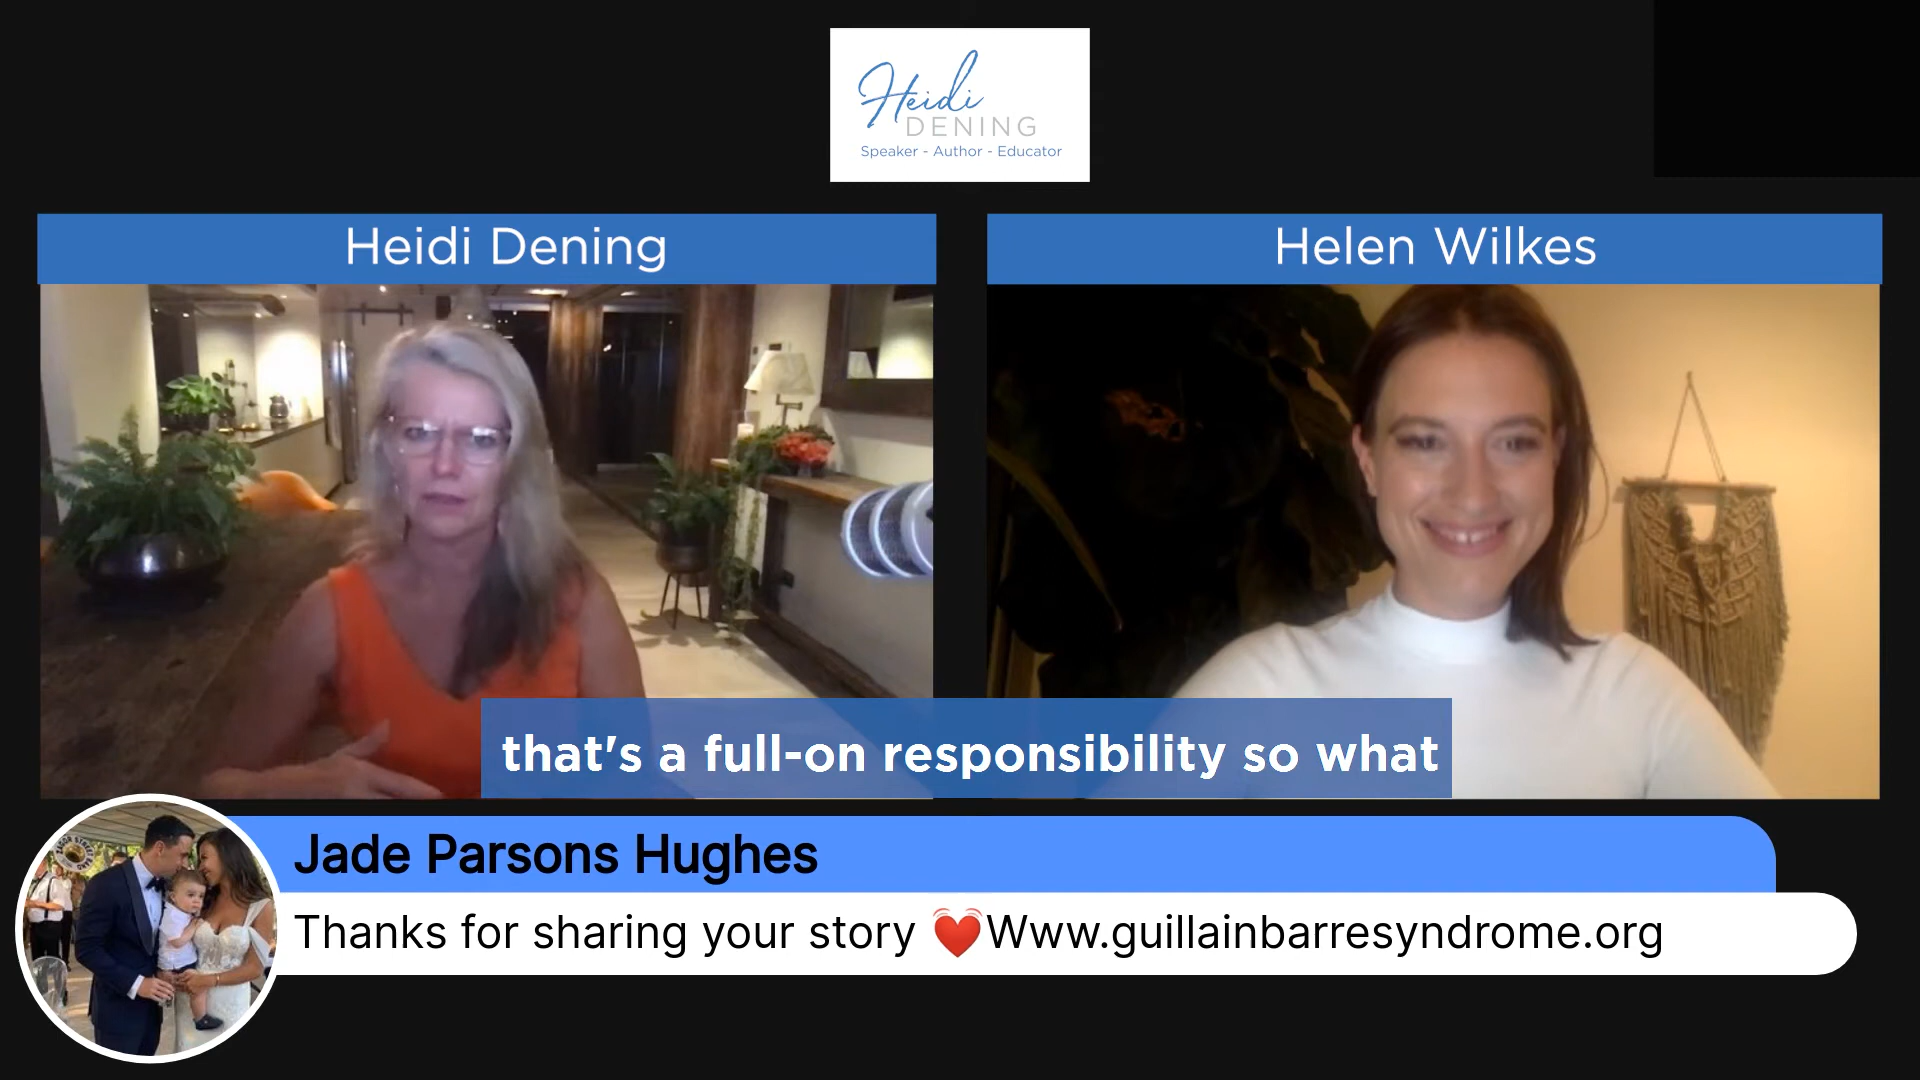 Heidi
DENING
Speaker - Author - Educator
Heidi Dening
Helen Wilkes
that's a full-on responsibility so what
Jade Parsons Hughes
Thanks for sharing your story ❤️Www.guillainbarresyndrome.org